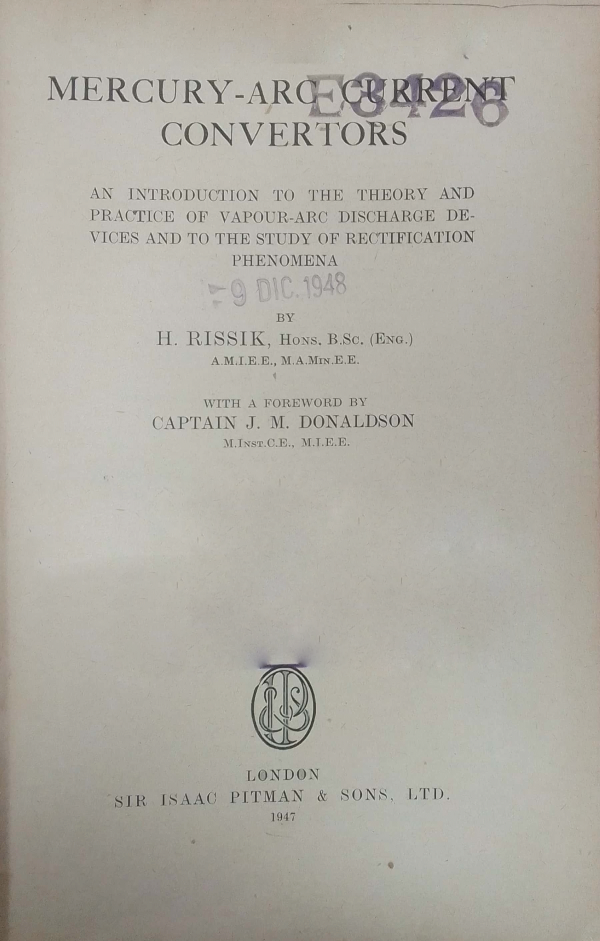 MERCURY-ARC CURRENT
E3426
CONVERTORS
AN INTRODUCTION TO THE THEORY AND
PRACTICE OF VAPOUR-ARC DISCHARGE DE-
VICES AND TO THE STUDY OF RECTIFICATION
PHENOMENA
-9 DIC. 1948
BY
H. RISSIK, HONS. B.SC. (ENG.)
A.M.I.E.E., M.A.MIN.E.E.
WITH A FOREWORD BY
CAPTAIN J. M. DONALDSON
M.INST.C.E., M.I.E.E.
LONDON
SIR ISAAC PITMAN & SONS, LTD.
1947